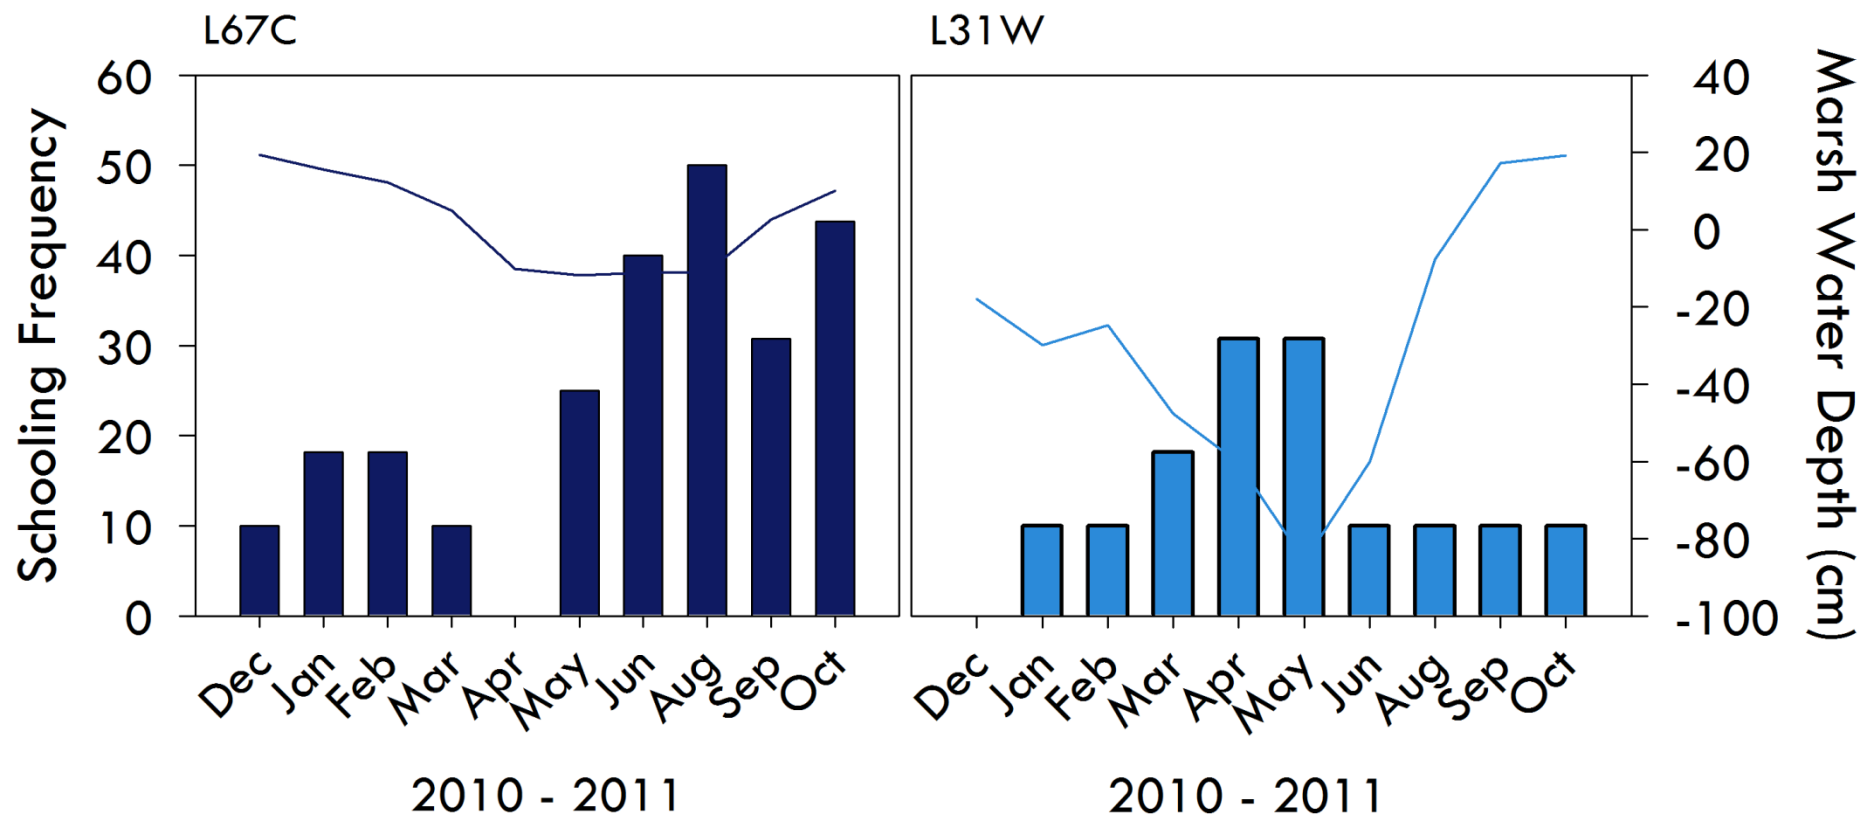 L67C
L31W
Schooling Frequency
60
50
40
30
20
10
0
40
20
0
-20
-40
-60
-80
-100
Marsh Water Depth (cm)
Dec Jan Feb Mar Apr May Jun Aug Sep Oct
Dec Jan Feb Mar Apr May Jun Aug Sep Oct
2010 - 2011
2010 - 2011